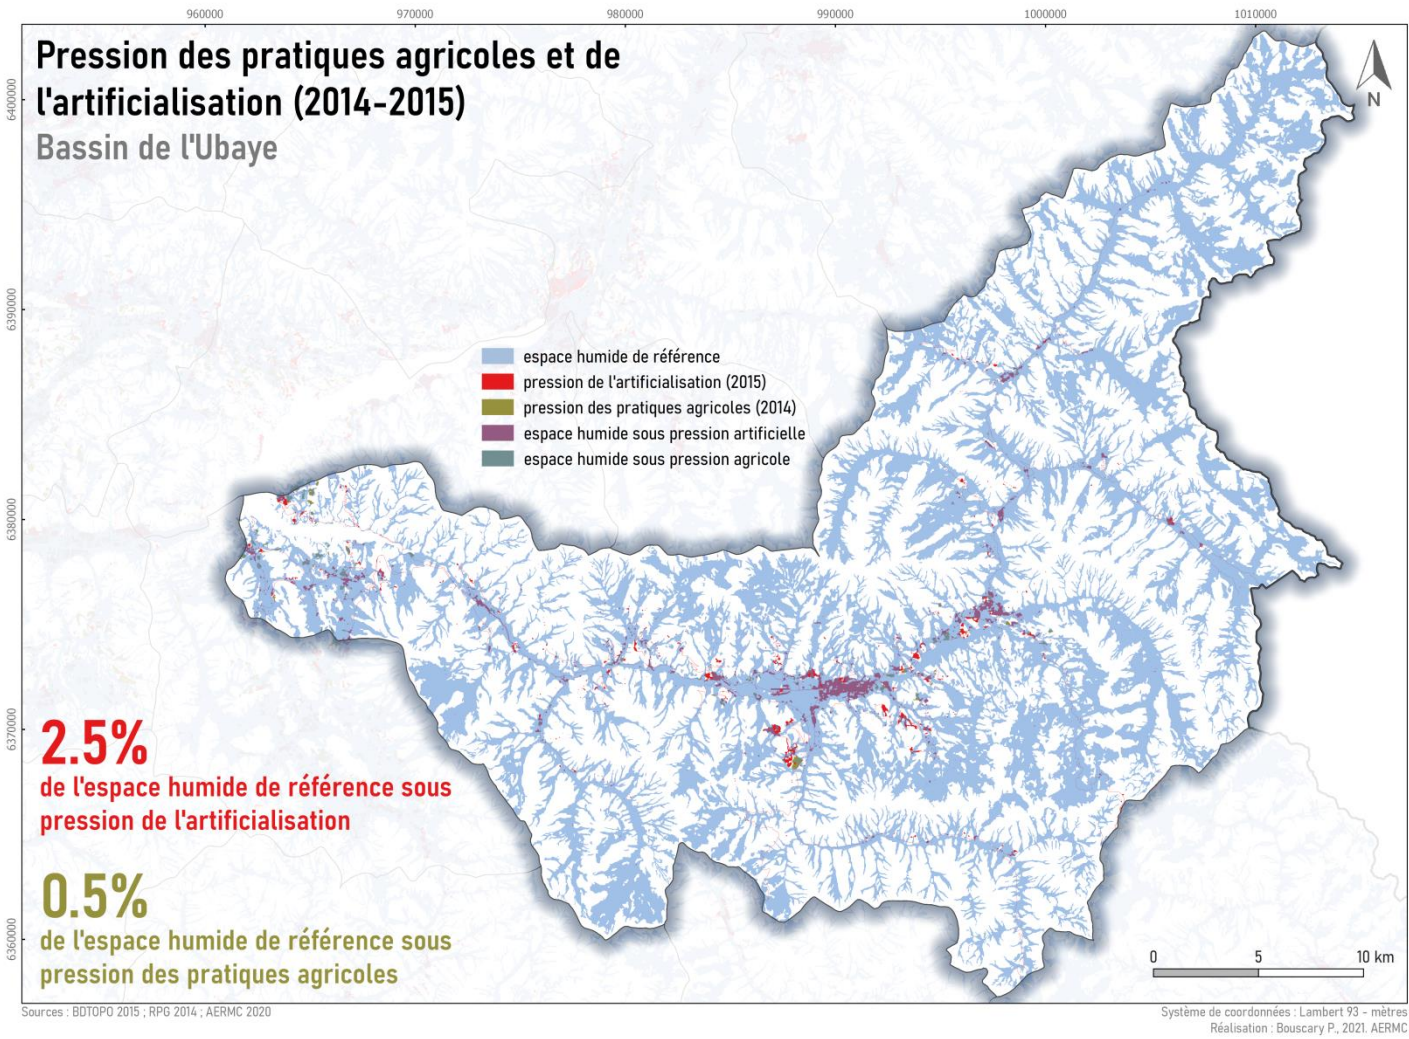 960000
970000
980000
990000
1000000
1010000
Pression des pratiques agricoles et de
l'artificialisation (2014-2015)
Bassin de l'Ubaye
N
6400000
6390000
6380000
6370000
6360000
espace humide de référence
pression de l'artificialisation (2015)
pression des pratiques agricoles (2014)
espace humide sous pression artificielle
espace humide sous pression agricole
2.5%
de l'espace humide de référence sous
pression de l'artificialisation
0.5%
de l'espace humide de référence sous
pression des pratiques agricoles
0 5 10 km
Sources : BDTOPO 2015 ; RPG 2014 ; AERMC 2020
Système de coordonnées : Lambert 93 - mètres
Réalisation : Bouscary P., 2021. AERMC